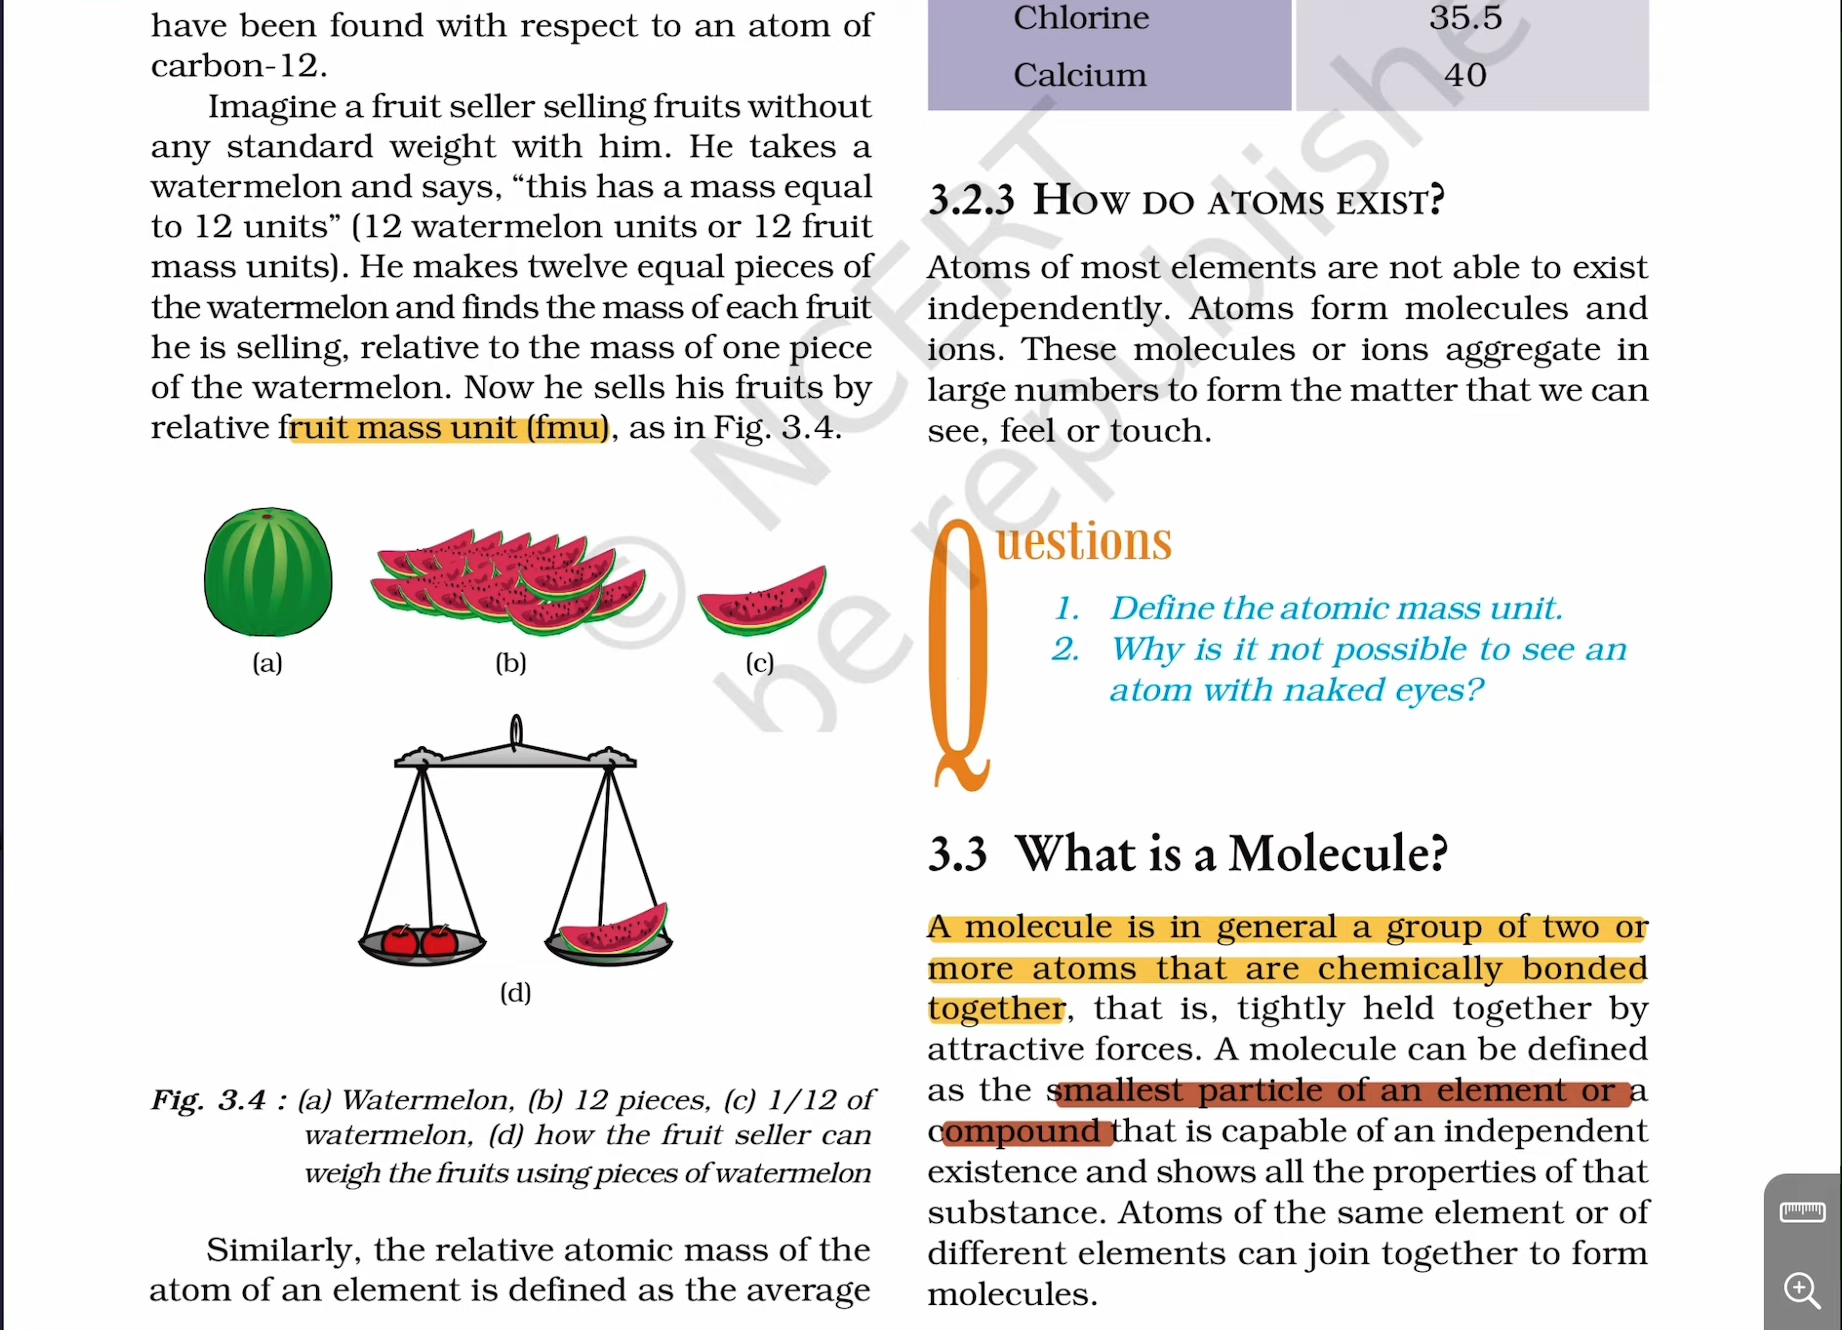 have been found with respect to an atom of
carbon-12.
Imagine a fruit seller selling fruits without
any standard weight with him. He takes a
watermelon and says, “this has a mass equal
to 12 units” (12 watermelon units or 12 fruit
mass units). He makes twelve equal pieces of
the watermelon and finds the mass of each fruit
he is selling, relative to the mass of one piece
of the watermelon. Now he sells his fruits by
relative fruit mass unit (fmu), as in Fig. 3.4.
(a) (b) (c)
(d)
Fig. 3.4 : (a) Watermelon, (b) 12 pieces, (c) 1/12 of
watermelon, (d) how the fruit seller can
weigh the fruits using pieces of watermelon
Similarly, the relative atomic mass of the
atom of an element is defined as the average
Chlorine 35.5
Calcium 40
3.2.3 HOW DO ATOMS EXIST?
Atoms of most elements are not able to exist
independently. Atoms form molecules and
ions. These molecules or ions aggregate in
large numbers to form the matter that we can
see, feel or touch.
Questions
1. Define the atomic mass unit.
2. Why is it not possible to see an
atom with naked eyes?
3.3 What is a Molecule?
A molecule is in general a group of two or
more atoms that are chemically bonded
together, that is, tightly held together by
attractive forces. A molecule can be defined
as the smallest particle of an element or a
compound that is capable of an independent
existence and shows all the properties of that
substance. Atoms of the same element or of
different elements can join together to form
molecules.
© NCERT
be republishe